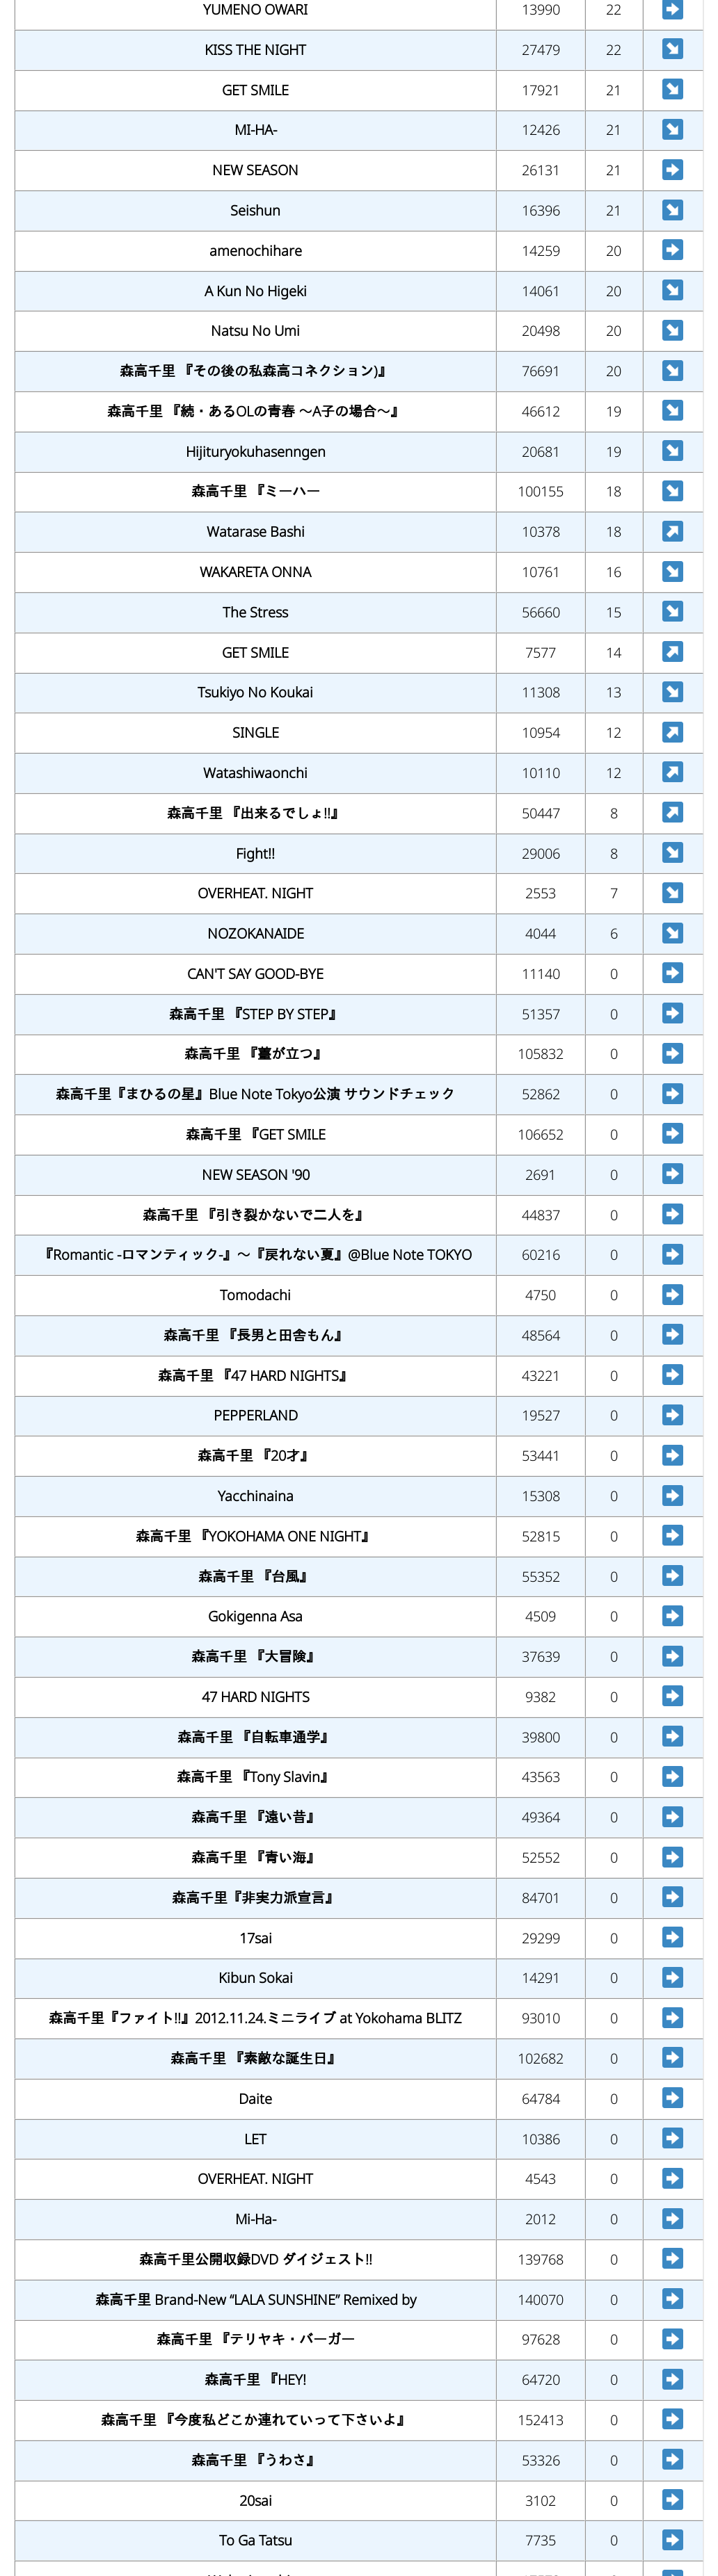 YUMENO OWARI 13990 22
KISS THE NIGHT 27479 22
GET SMILE 17921 21
MI-HA- 12426 21
NEW SEASON 26131 21
Seishun 16396 21
amenochihare 14259 20
A Kun No Higeki 14061 20
Natsu No Umi 20498 20
森高千里 『その後の私森高コネクション)』 76691 20
森高千里 『続・あるOLの青春 〜A子の場合〜』 46612 19
Hijituryokuhasenngen 20681 19
森高千里 『ミーハー 100155 18
Watarase Bashi 10378 18
WAKARETA ONNA 10761 16
The Stress 56660 15
GET SMILE 7577 14
Tsukiyo No Koukai 11308 13
SINGLE 10954 12
Watashiwaonchi 10110 12
森高千里 『出来るでしょ!!』 50447 8
Fight!! 29006 8
OVERHEAT. NIGHT 2553 7
NOZOKANAIDE 4044 6
CAN'T SAY GOOD-BYE 11140 0
森高千里 『STEP BY STEP』 51357 0
森高千里 『薹が立つ』 105832 0
森高千里『まひるの星』Blue Note Tokyo公演 サウンドチェック 52862 0
森高千里 『GET SMILE 106652 0
NEW SEASON '90 2691 0
森高千里 『引き裂かないで二人を』 44837 0
『Romantic -ロマンティック-』〜『戻れない夏』@Blue Note TOKYO 60216 0
Tomodachi 4750 0
森高千里 『長男と田舎もん』 48564 0
森高千里 『47 HARD NIGHTS』 43221 0
PEPPERLAND 19527 0
森高千里 『20才』 53441 0
Yacchinaina 15308 0
森高千里 『YOKOHAMA ONE NIGHT』 52815 0
森高千里 『台風』 55352 0
Gokigenna Asa 4509 0
森高千里 『大冒険』 37639 0
47 HARD NIGHTS 9382 0
森高千里 『自転車通学』 39800 0
森高千里 『Tony Slavin』 43563 0
森高千里 『遠い昔』 49364 0
森高千里 『青い海』 52552 0
森高千里『非実力派宣言』 84701 0
17sai 29299 0
Kibun Sokai 14291 0
森高千里『ファイト!!』2012.11.24.ミニライブ at Yokohama BLITZ 93010 0
森高千里 『素敵な誕生日』 102682 0
Daite 64784 0
LET 10386 0
OVERHEAT. NIGHT 4543 0
Mi-Ha- 2012 0
森高千里公開収録DVD ダイジェスト!! 139768 0
森高千里 Brand-New “LALA SUNSHINE” Remixed by 140070 0
森高千里 『テリヤキ・バーガー 97628 0
森高千里 『HEY! 64720 0
森高千里 『今度私どこか連れていって下さいよ』 152413 0
森高千里 『うわさ』 53326 0
20sai 3102 0
To Ga Tatsu 7735 0